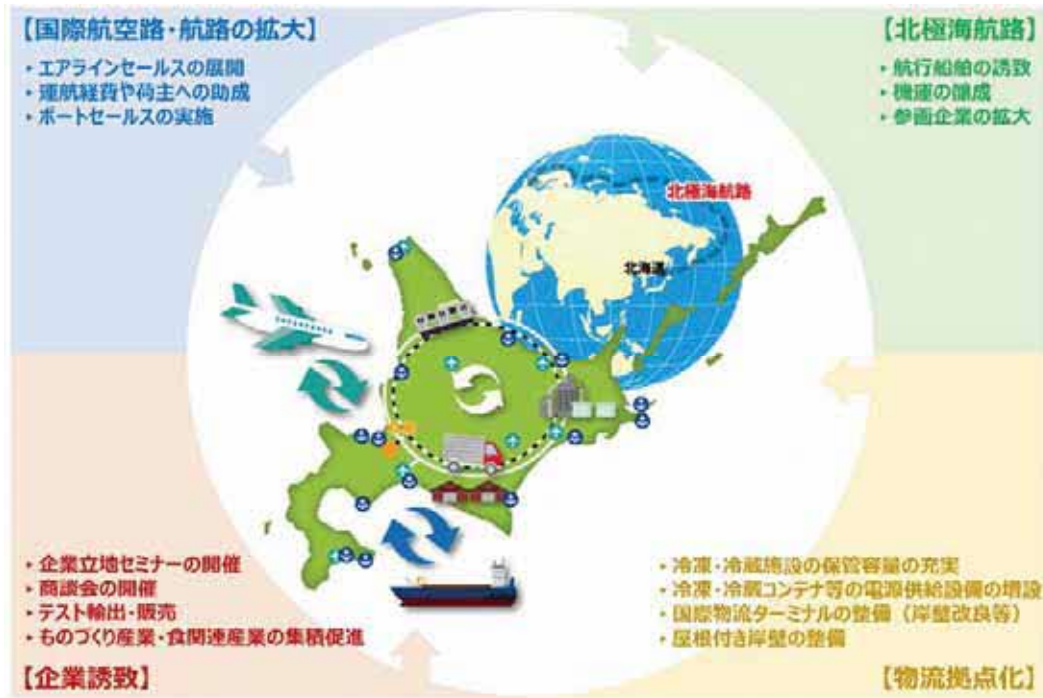 【国際航空路・航路の拡大】
▸ エアラインセールスの展開
▸ 運航経費や荷主への助成
▸ ポートセールスの実施
【北極海航路】
▸ 航行船舶の誘致
▸ 機運の醸成
▸ 参画企業の拡大
北極海航路
北海道
▸ 企業立地セミナーの開催
▸ 商談会の開催
▸ テスト輸出・販売
▸ ものづくり産業・食関連産業の集積促進
【企業誘致】
▸ 冷凍・冷蔵施設の保管容量の充実
▸ 冷凍・冷蔵コンテナ等の電源供給設備の増設
▸ 国際物流ターミナルの整備（岸壁改良等）
▸ 屋根付き岸壁の整備
【物流拠点化】